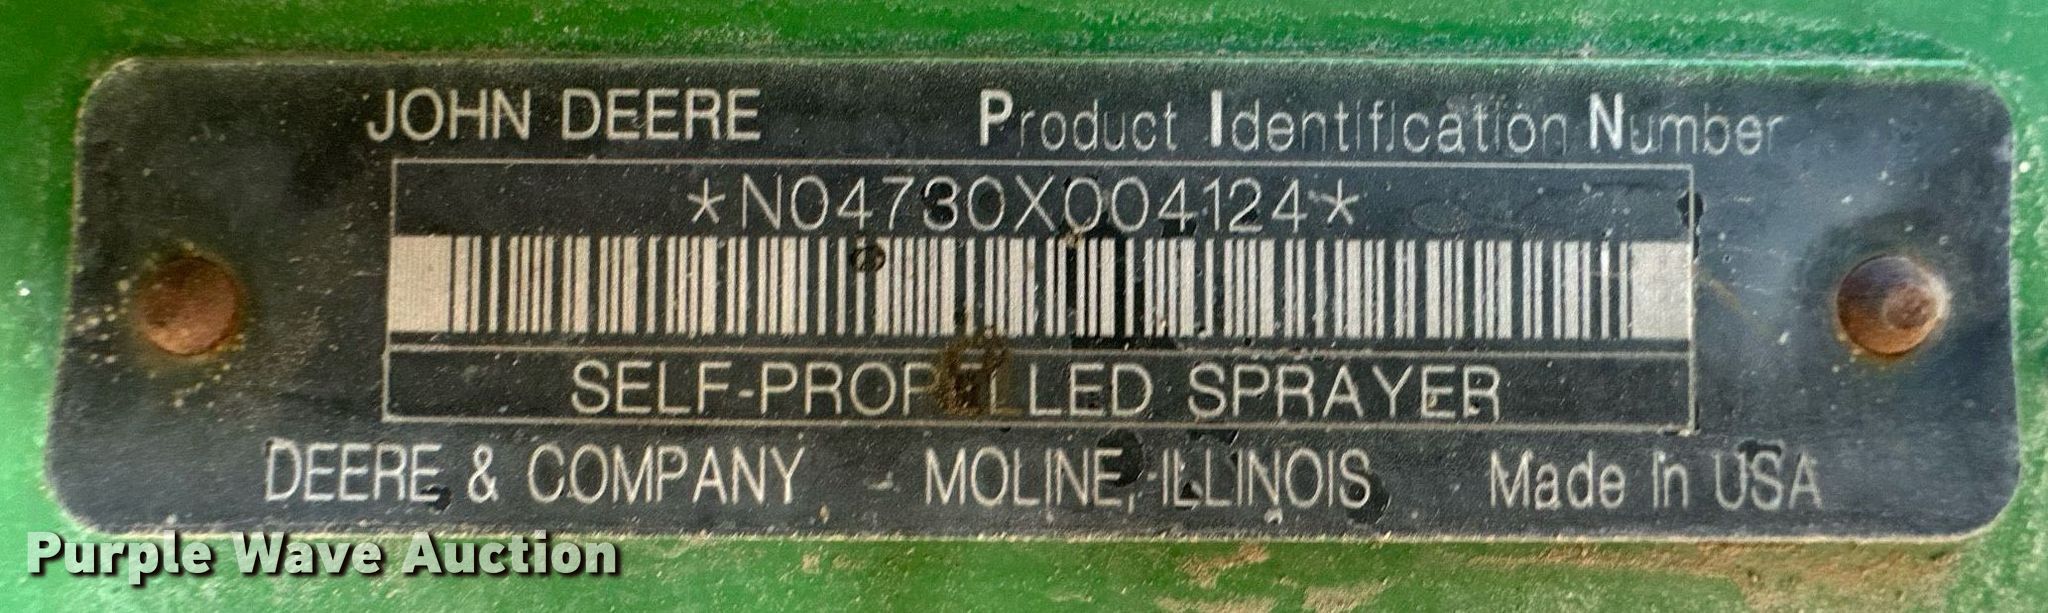 JOHN DEERE Product Identification Number
*N04730X004124*
SELF-PROPELLED SPRAYER
DEERE & COMPANY MOLINE, ILLINOIS Made In USA
Purple Wave Auction